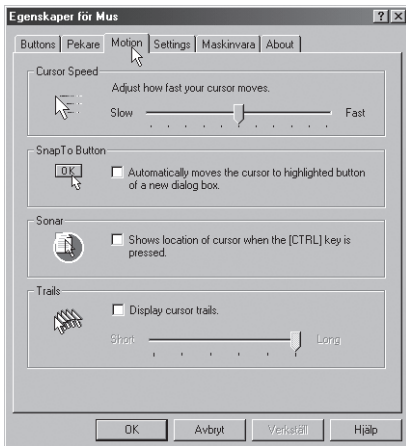 Egenskaper för Mus
Buttons Pekare Motion Settings Maskinvara About
Cursor Speed
Adjust how fast your cursor moves.
Slow Fast
SnapTo Button
OK
Automatically moves the cursor to highlighted button
of a new dialog box.
Sonar
Shows location of cursor when the [CTRL] key is
pressed.
Trails
Display cursor trails.
Short Long
OK Avbryt Verkställ Hjälp